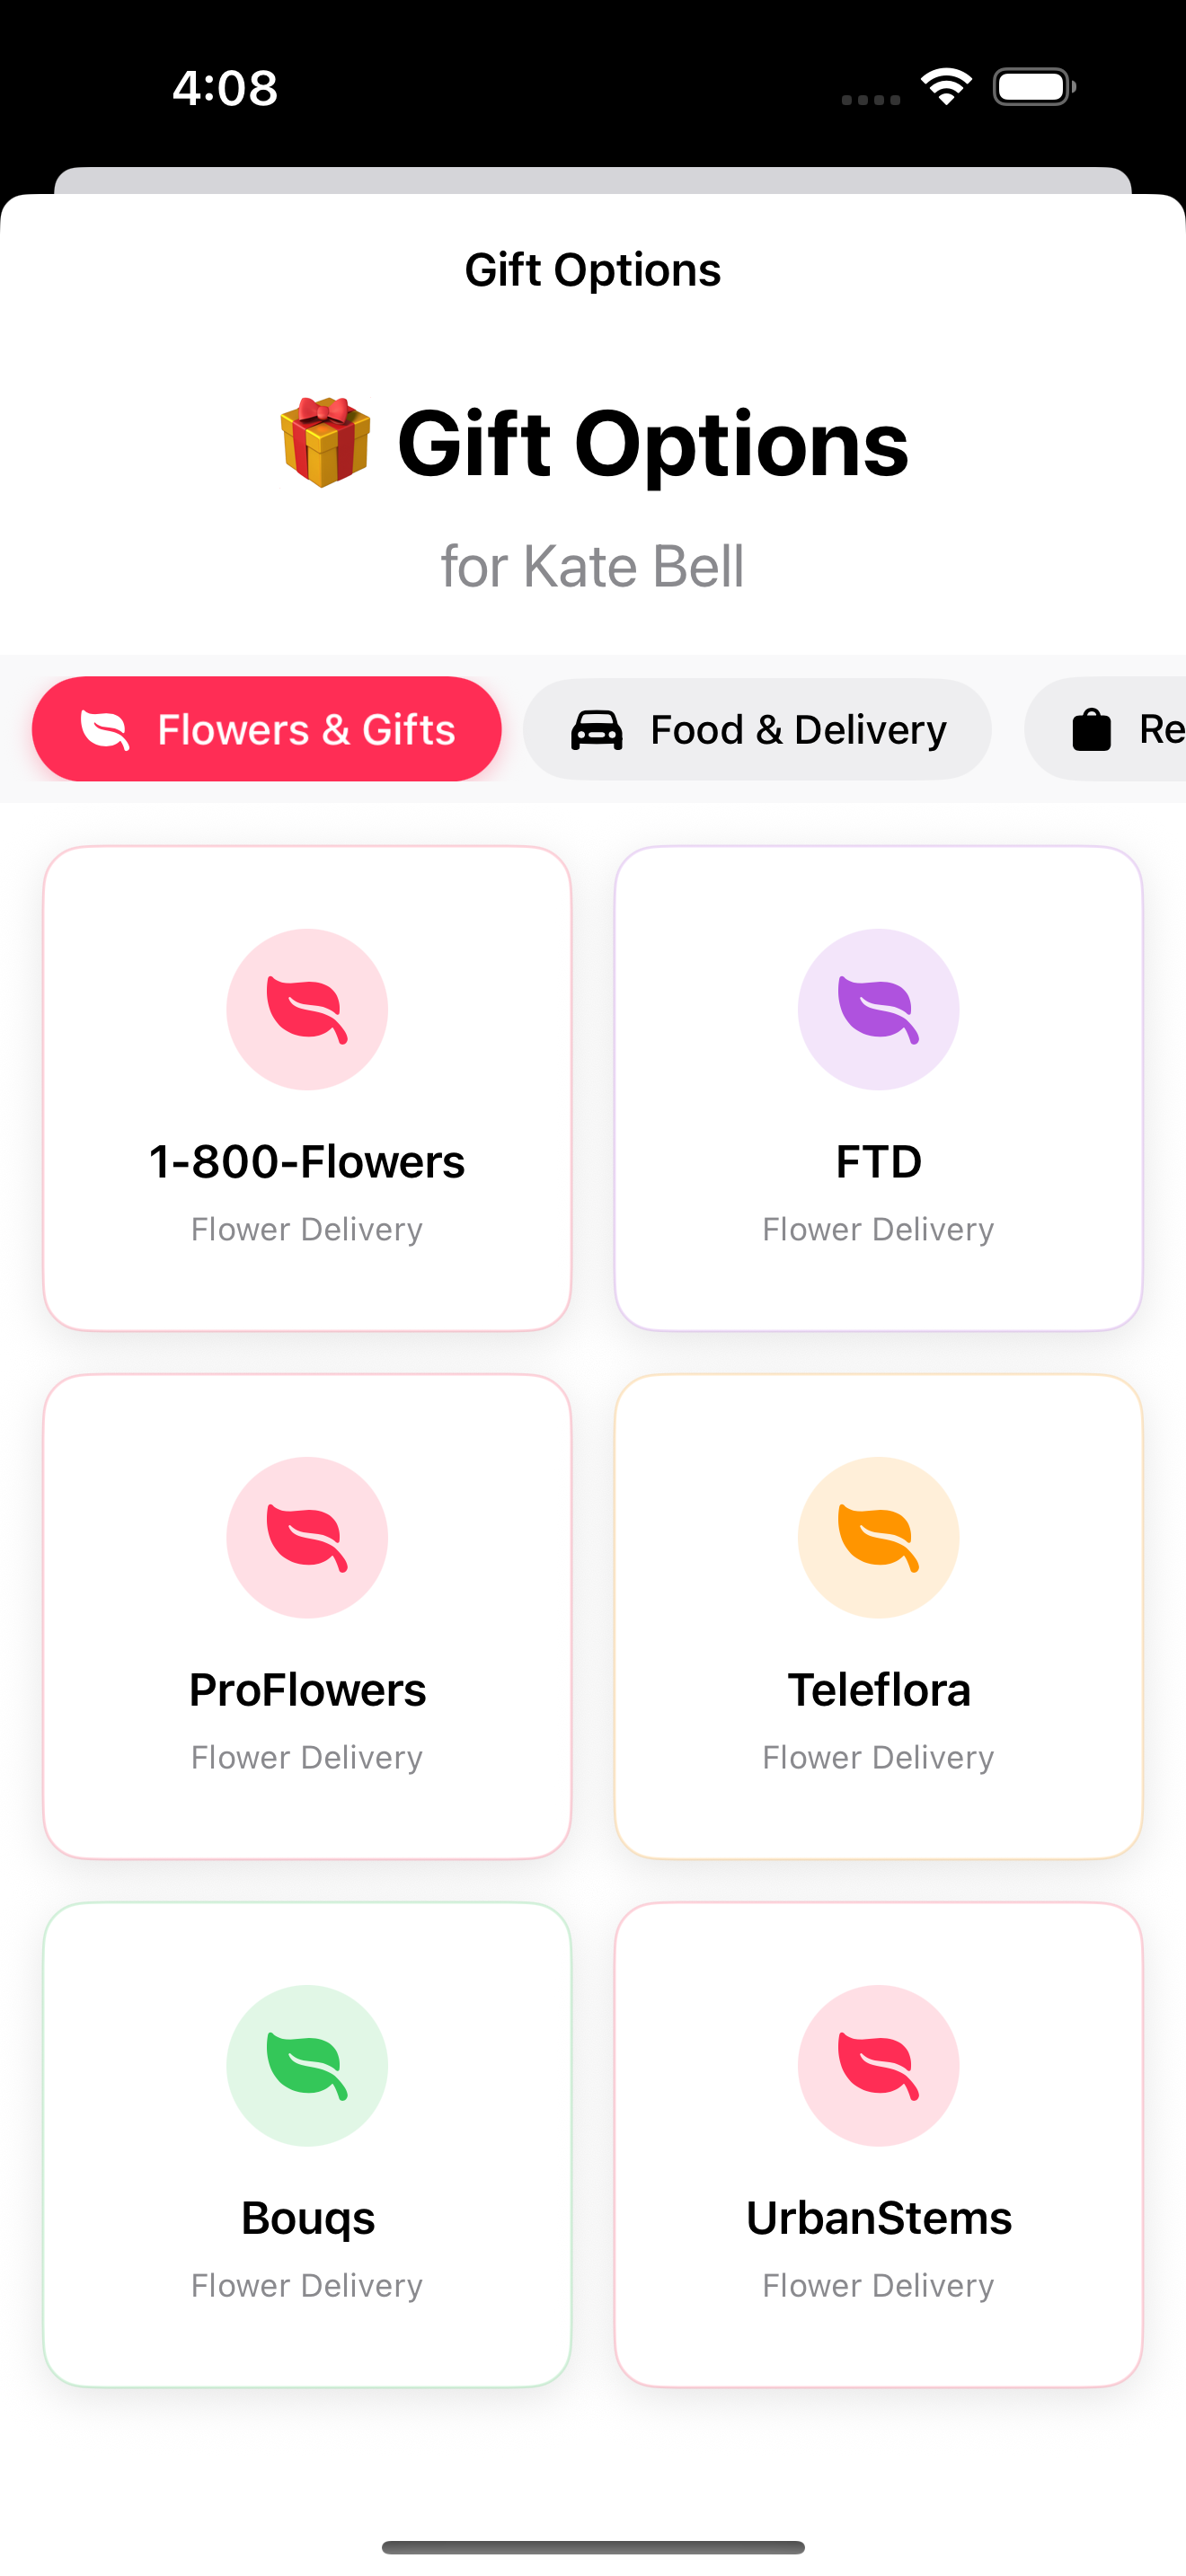 4:08
Gift Options
Gift Options
for Kate Bell
Flowers & Gifts
Food & Delivery
Re
1-800-Flowers
Flower Delivery
FTD
Flower Delivery
ProFlowers
Flower Delivery
Teleflora
Flower Delivery
Bouqs
Flower Delivery
UrbanStems
Flower Delivery